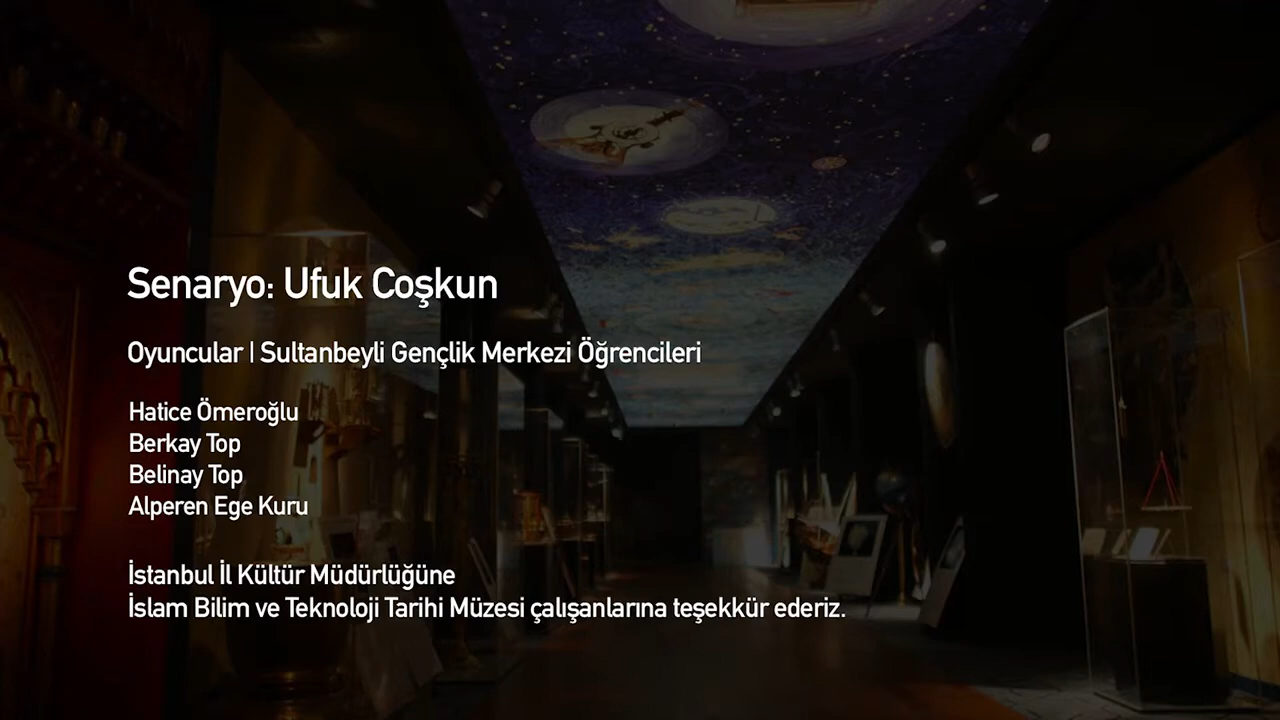 Senaryo: Ufuk Coşkun
Oyuncular | Sultanbeyli Gençlik Merkezi Öğrencileri
Hatice Ömeroğlu
Berkay Top
Belinay Top
Alperen Ege Kuru
İstanbul İl Kültür Müdürlüğüne
İslam Bilim ve Teknoloji Tarihi Müzesi çalışanlarına teşekkür ederiz.